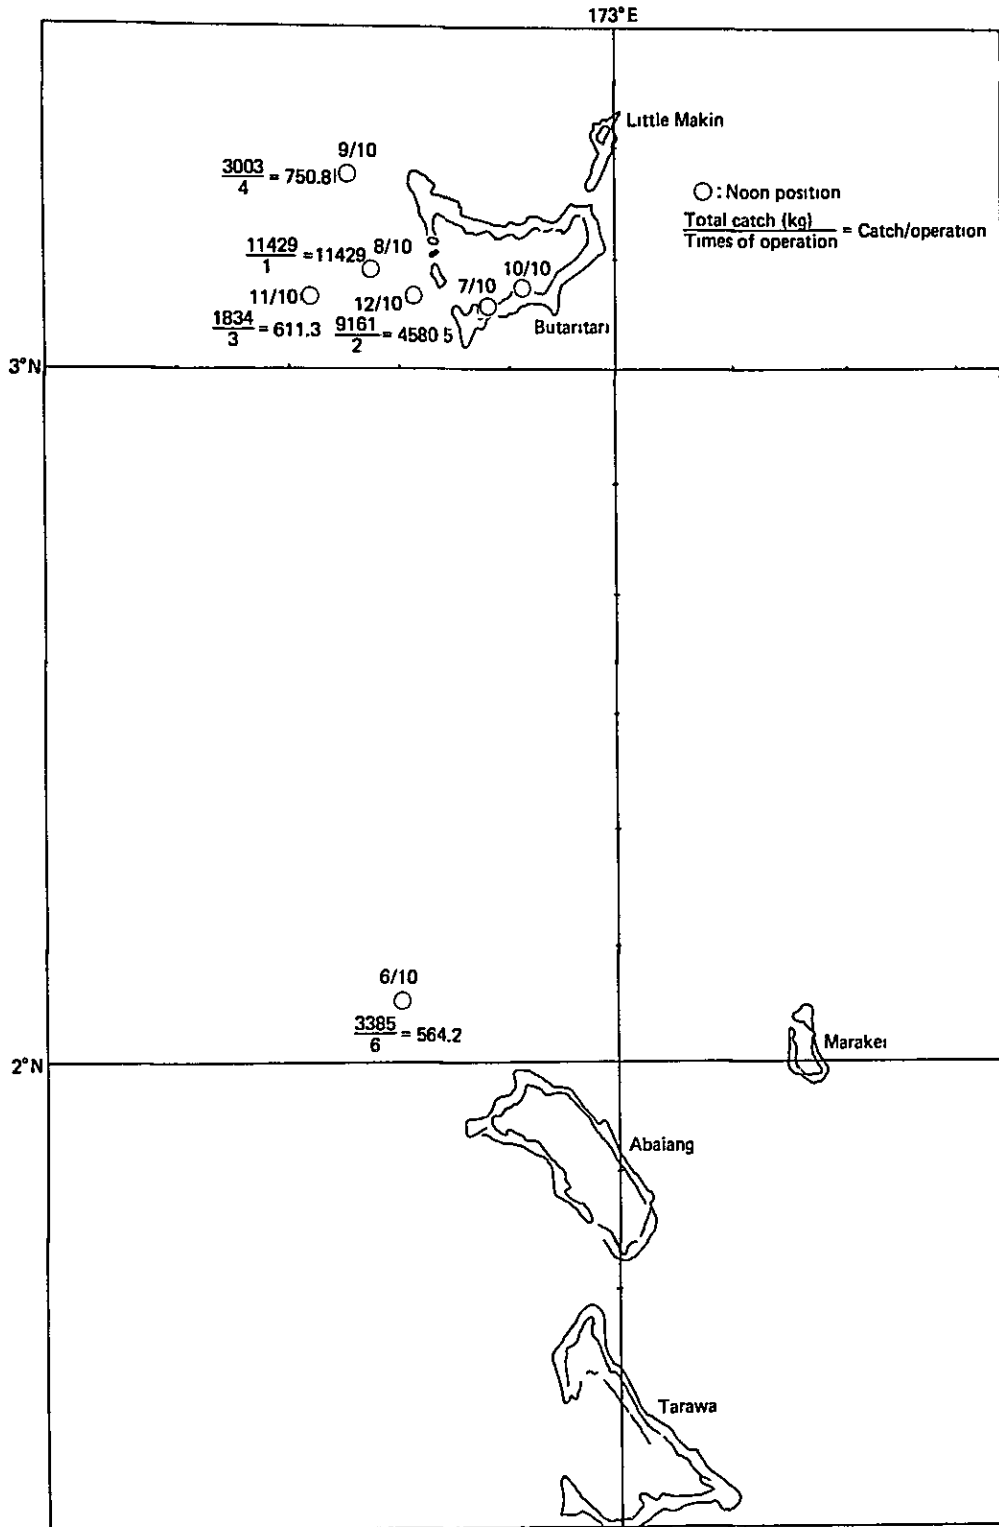 173°E
Little Makin
9/10
3003/4 = 750.8
○: Noon position
Total catch (kg)/Times of operation = Catch/operation
11429/1 = 11429
8/10
10/10
7/10
11/10
12/10
Butaritari
1834/3 = 611.3
9161/2 = 4580 5
3°N
6/10
3385/6 = 564.2
Marakei
2°N
Abaiang
Tarawa